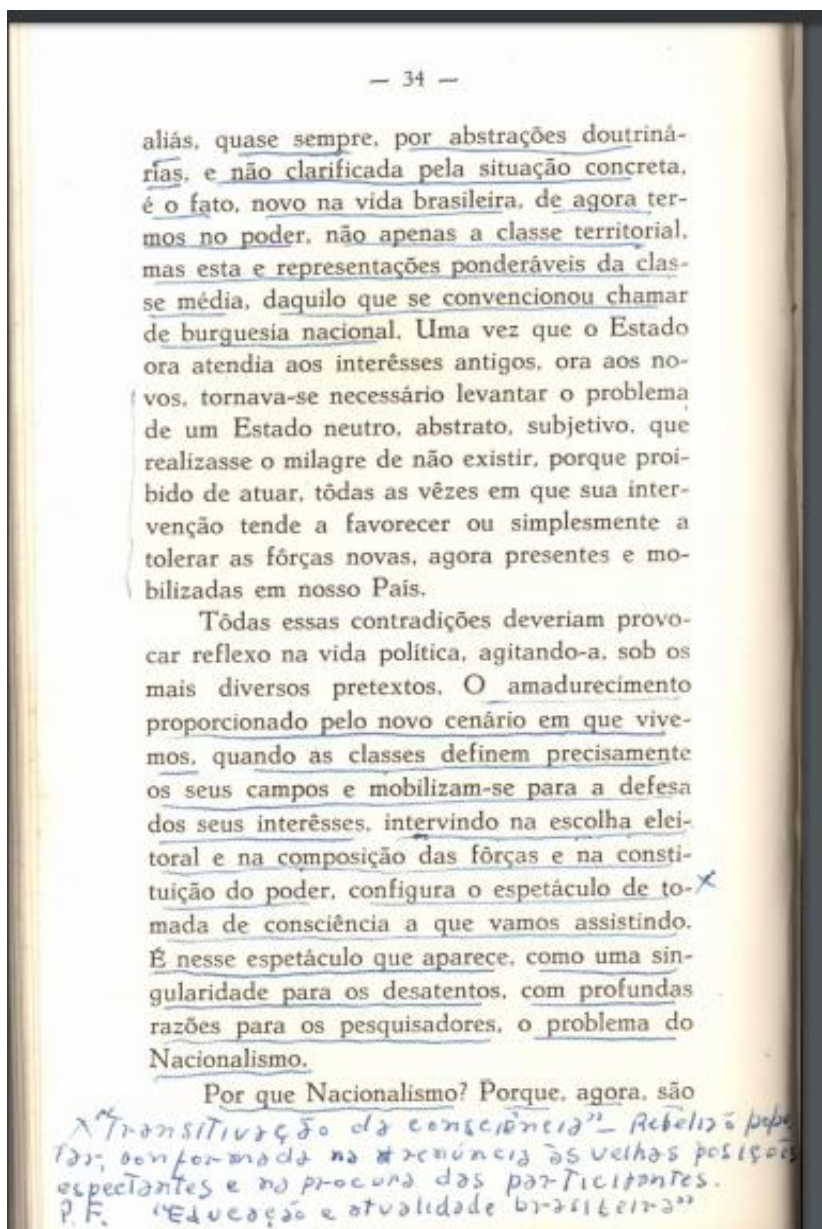 — 34 —
aliás, quase sempre, por abstrações doutriná-
rias, e não clarificada pela situação concreta,
é o fato, novo na vida brasileira, de agora ter-
mos no poder, não apenas a classe territorial,
mas esta e representações ponderáveis da clas-
se média, daquilo que se convencionou chamar
de burguesia nacional. Uma vez que o Estado
ora atendia aos interêsses antigos, ora aos no-
vos, tornava-se necessário levantar o problema
de um Estado neutro, abstrato, subjetivo, que
realizasse o milagre de não existir, porque proi-
bido de atuar, tôdas as vêzes em que sua inter-
venção tende a favorecer ou simplesmente a
tolerar as fôrças novas, agora presentes e mo-
bilizadas em nosso País.
Tôdas essas contradições deveriam provo-
car reflexo na vida política, agitando-a, sob os
mais diversos pretextos. O amadurecimento
proporcionado pelo novo cenário em que vive-
mos, quando as classes definem precisamente
os seus campos e mobilizam-se para a defesa
dos seus interêsses, intervindo na escolha elei-
toral e na composição das fôrças e na consti-
tuição do poder, configura o espetáculo de to- X
mada de consciência a que vamos assistindo.
É nesse espetáculo que aparece, como uma sin-
gularidade para os desatentos, com profundas
razões para os pesquisadores, o problema do
Nacionalismo.
Por que Nacionalismo? Porque, agora, são
X "Transitivação da consciência" — Rebelião popu
lar, conformada na renúncia às velhas posições
espectantes e na procura das participantes.
P. F. "Educação e atualidade brasileira"